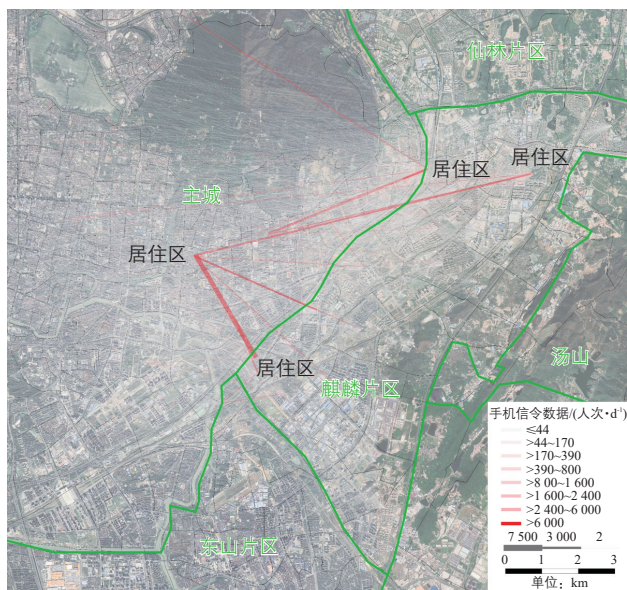 仙林片区
居住区
居住区
主城
居住区
汤山
居住区
麒麟片区
东山片区
手机信令数据/(人次·d⁻¹)
≤44
>44~170
>170~390
>390~800
>8 00~1 600
>1 600~2 400
>2 400~6 000
>6 000
7 500 3 000 2
0 1 2 3
单位：km